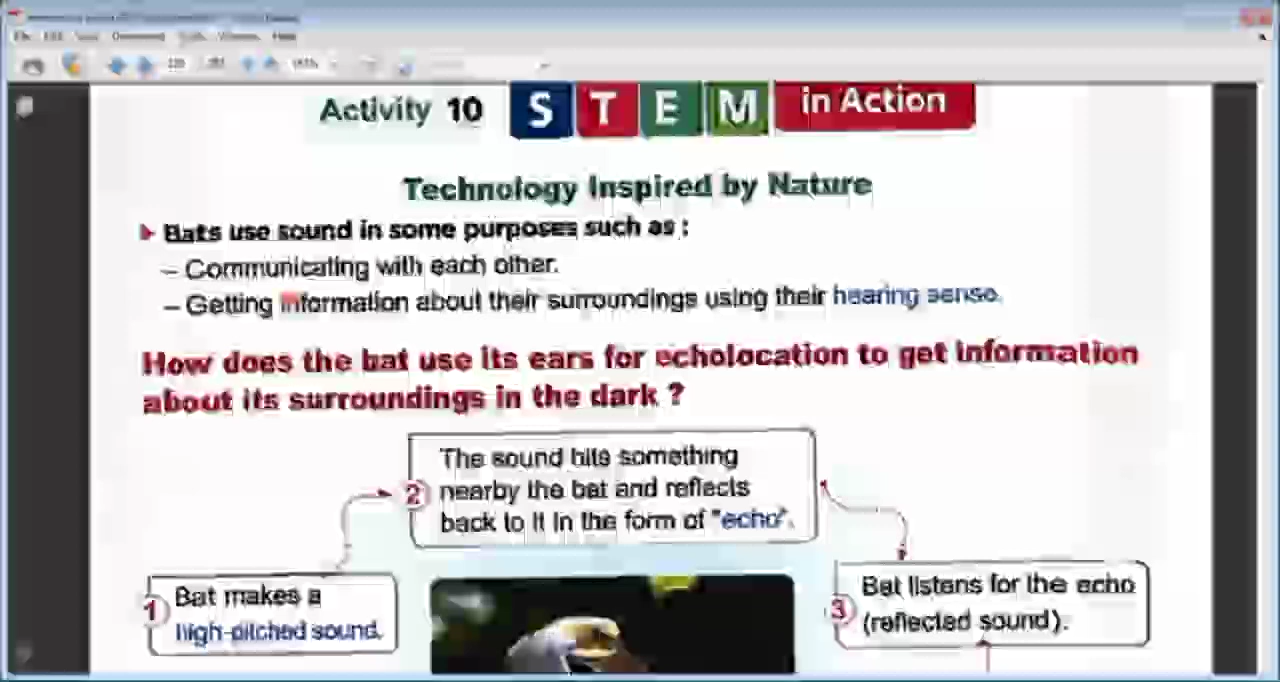 Activity 10 STEM in Action
Technology Inspired by Nature
Bats use sound in some purposes such as :
– Communicating with each other.
– Getting information about their surroundings using their hearing sense.
How does the bat use its ears for echolocation to get information
about its surroundings in the dark ?
2 The sound hits something
nearby the bat and reflects
back to it in the form of "echo".
1 Bat makes a
high-pitched sound.
3 Bat listens for the echo
(reflected sound).